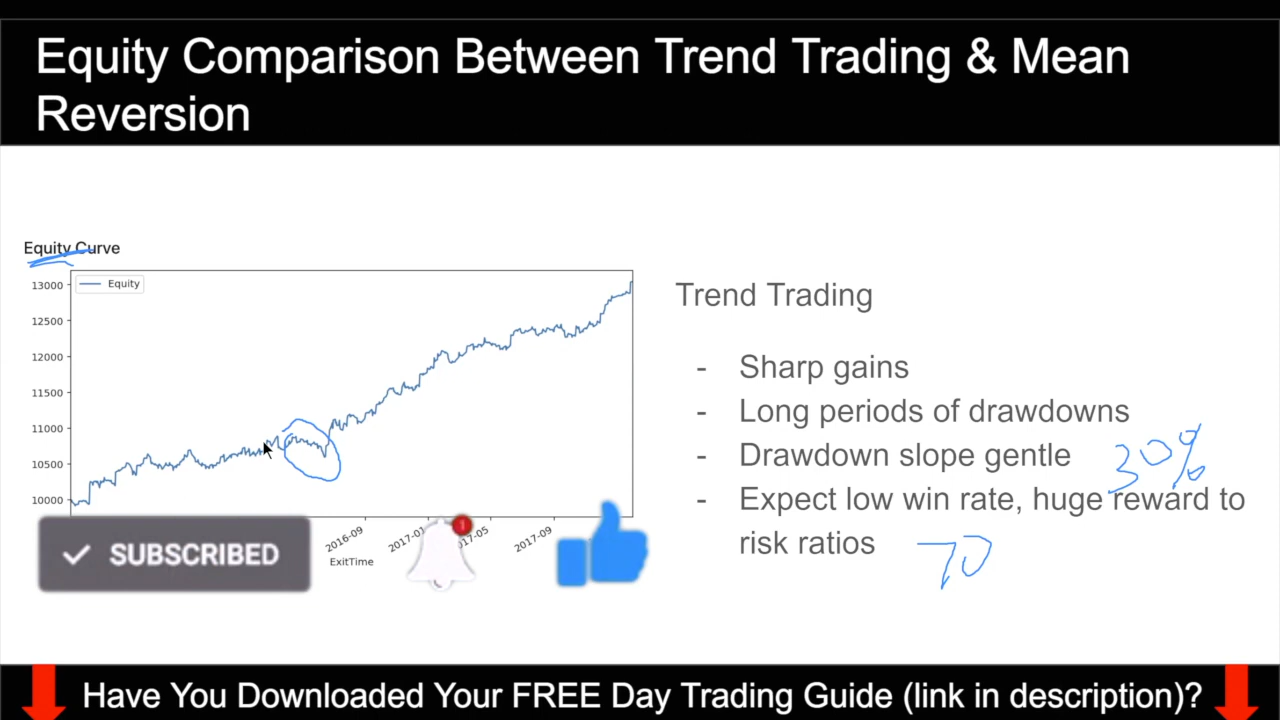 Equity Comparison Between Trend Trading & Mean
Reversion
Equity Curve
Equity
13000
12500
12000
11500
11000
10500
10000
2016-09
2017-01
2017-09
ExitTime
Trend Trading
- Sharp gains
- Long periods of drawdowns
- Drawdown slope gentle
30%
- Expect low win rate, huge reward to
risk ratios
70
SUBSCRIBED
1
Have You Downloaded Your FREE Day Trading Guide (link in description)?